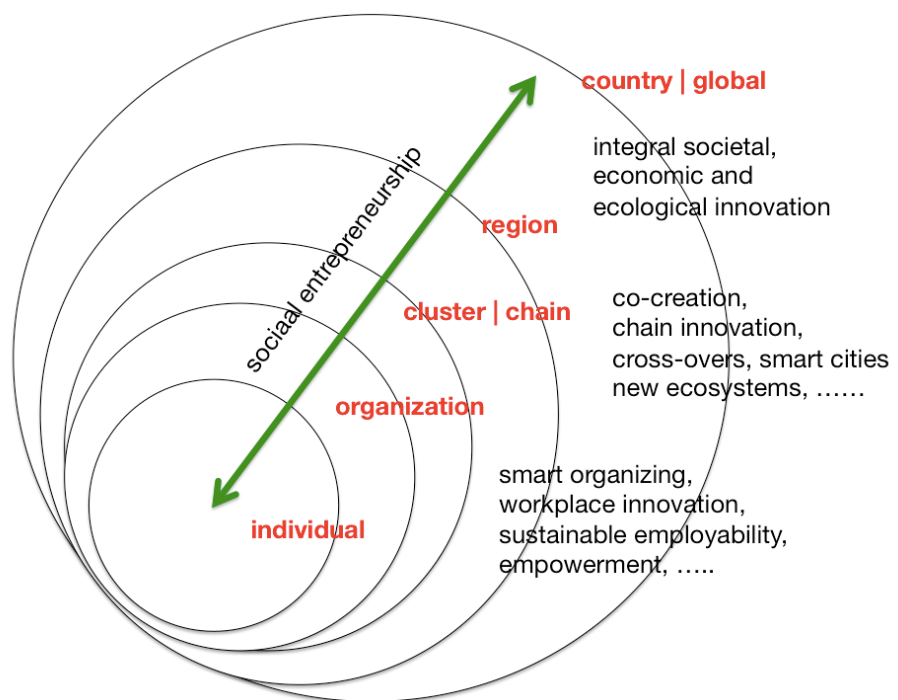 country | global
integral societal,
economic and
ecological innovation
sociaal entrepreneurship
region
co-creation,
chain innovation,
cross-overs, smart cities
new ecosystems, ……
cluster | chain
organization
smart organizing,
workplace innovation,
sustainable employability,
empowerment, …..
individual